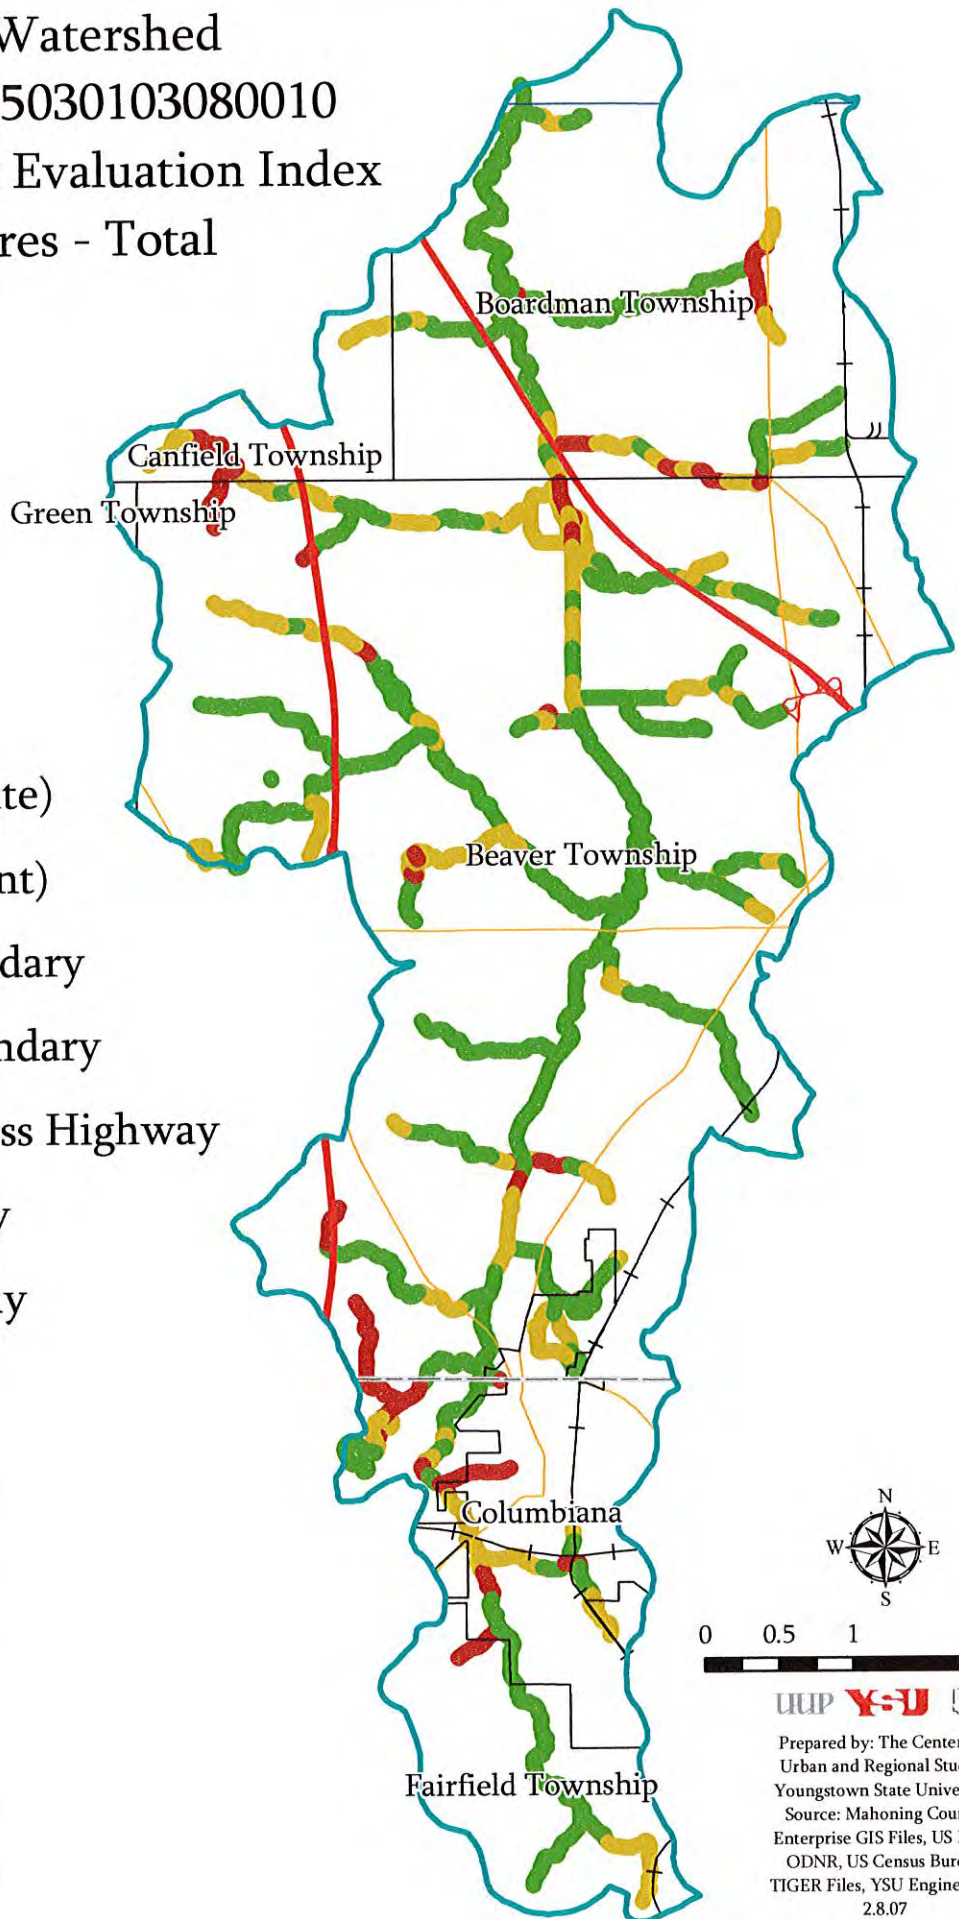 Watershed
5030103080010
Evaluation Index
res - Total
Boardman Township
Canfield Township
Green Township
te)
nt)
Beaver Township
dary
ndary
ss Highway
y
y
Columbiana
N
W E
S
0 0.5 1
UUP YSU
Prepared by: The Center
Urban and Regional Stu
Youngstown State Unive
Source: Mahoning Cou
Enterprise GIS Files, US
ODNR, US Census Bur
TIGER Files, YSU Engine
2.8.07
Fairfield Township